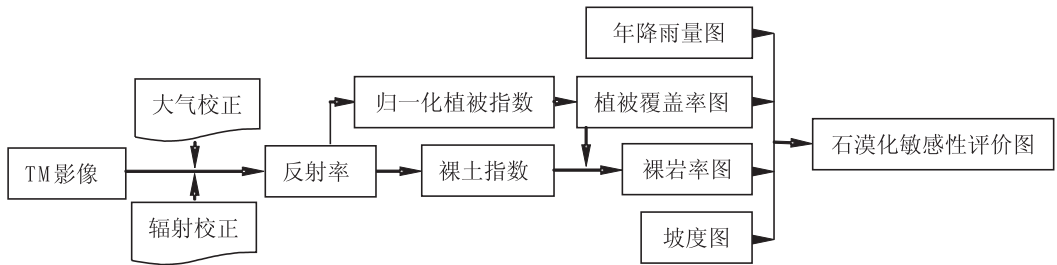 年降雨量图
大气校正
归一化植被指数
植被覆盖率图
石漠化敏感性评价图
TM影像
反射率
裸土指数
裸岩率图
辐射校正
坡度图